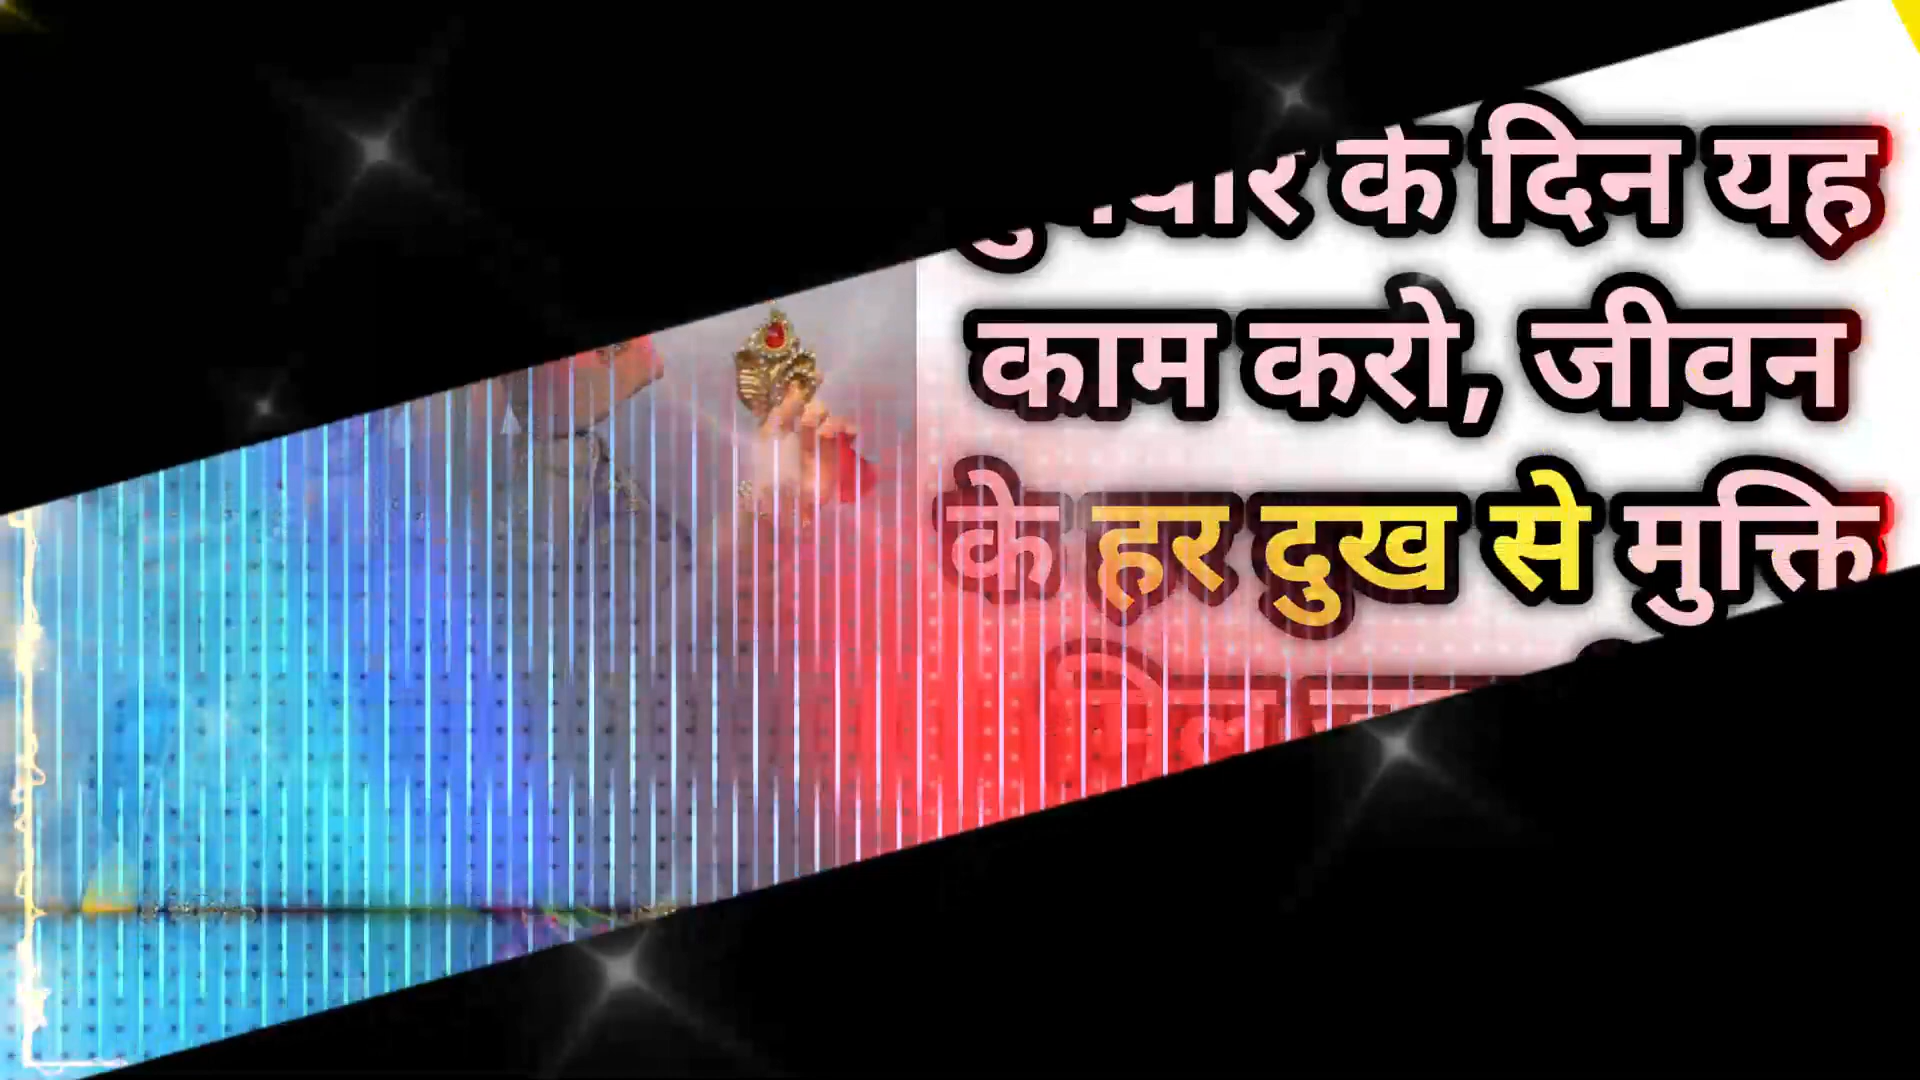 के दिन यह
काम करो, जीवन
के हर दुख से मुक्ति